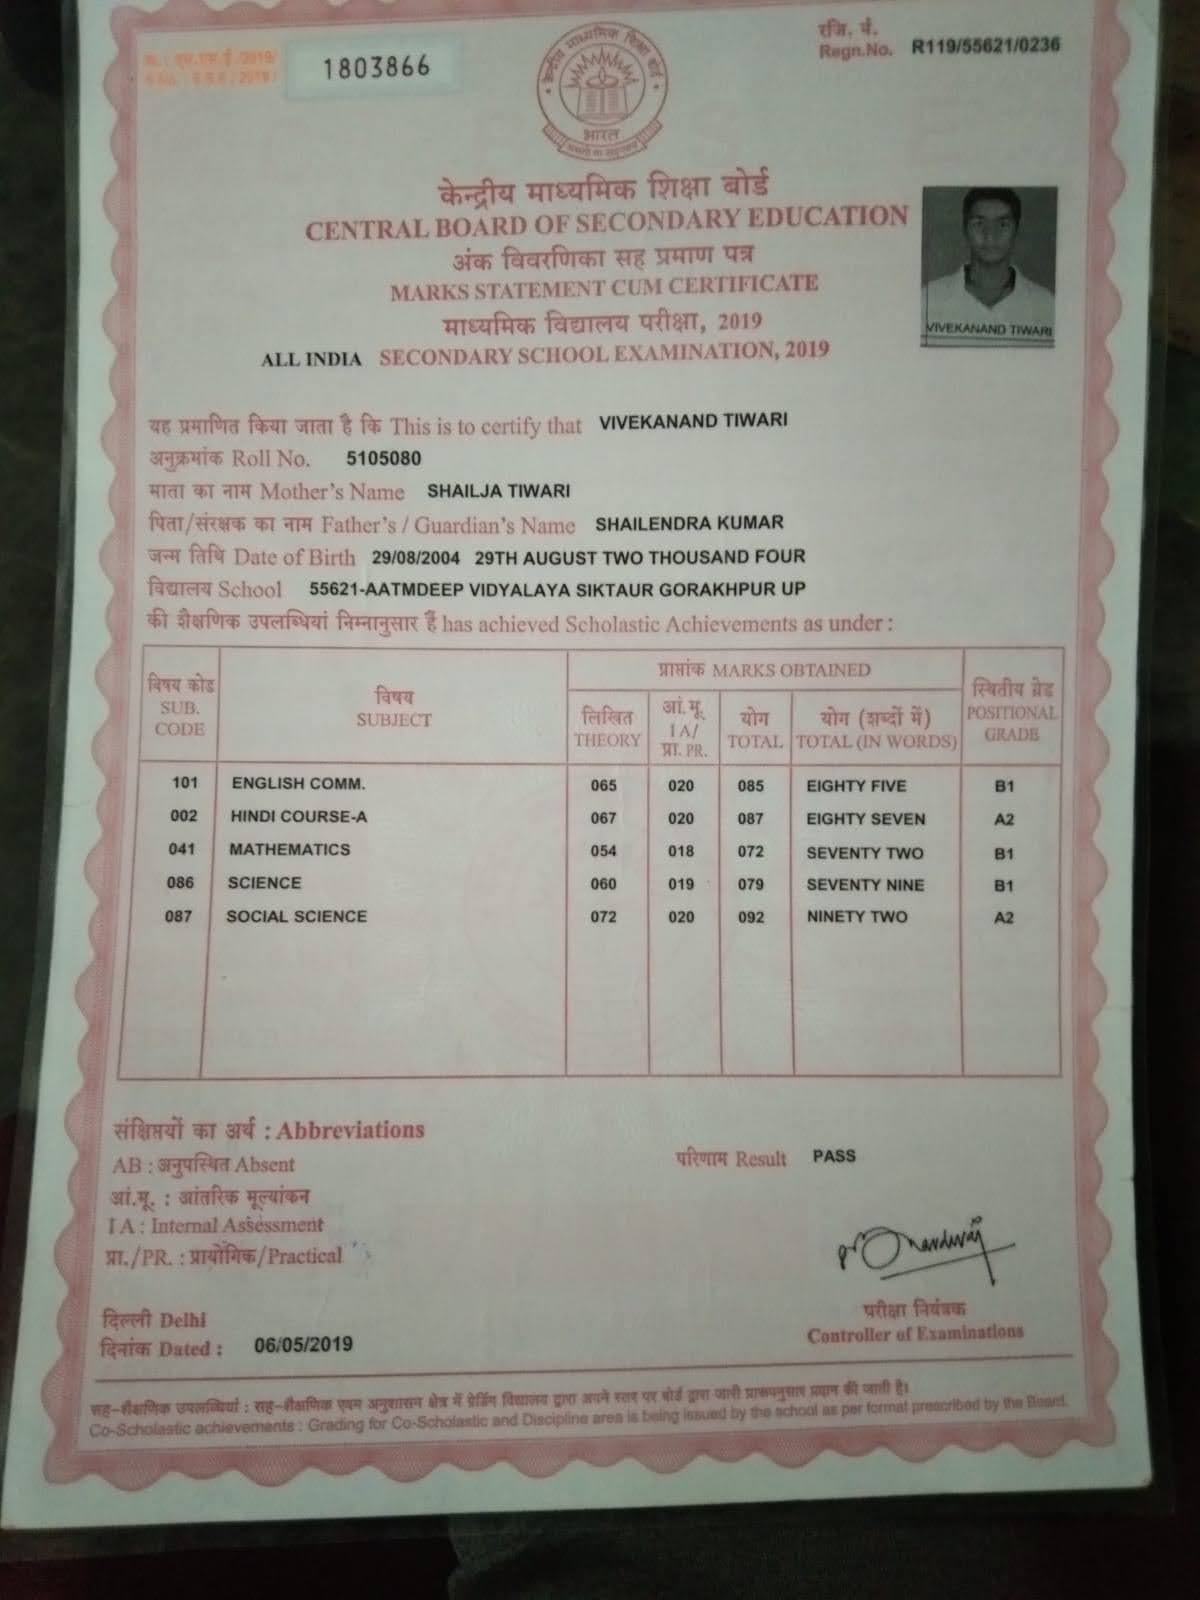 1803866
रजि. नं.
Regn.No. R119/55621/0236
केन्द्रीय माध्यमिक शिक्षा बोर्ड
भारत
केन्द्रीय माध्यमिक शिक्षा बोर्ड
CENTRAL BOARD OF SECONDARY EDUCATION
अंक विवरणिका सह प्रमाण पत्र
MARKS STATEMENT CUM CERTIFICATE
माध्यमिक विद्यालय परीक्षा, 2019
ALL INDIA SECONDARY SCHOOL EXAMINATION, 2019
VIVEKANAND TIWARI
यह प्रमाणित किया जाता है कि This is to certify that VIVEKANAND TIWARI
अनुक्रमांक Roll No. 5105080
माता का नाम Mother's Name SHAILJA TIWARI
पिता/संरक्षक का नाम Father's / Guardian's Name SHAILENDRA KUMAR
जन्म तिथि Date of Birth 29/08/2004 29TH AUGUST TWO THOUSAND FOUR
विद्यालय School 55621-AATMDEEP VIDYALAYA SIKTAUR GORAKHPUR UP
की शैक्षणिक उपलब्धियां निम्नानुसार हैं has achieved Scholastic Achievements as under :
विषय कोड SUB. CODE
विषय SUBJECT
प्राप्तांक MARKS OBTAINED
लिखित THEORY
आं.मू. I A/ प्रा. PR.
योग TOTAL
योग (शब्दों में) TOTAL (IN WORDS)
स्थितीय ग्रेड POSITIONAL GRADE
101 ENGLISH COMM. 065 020 085 EIGHTY FIVE B1
002 HINDI COURSE-A 067 020 087 EIGHTY SEVEN A2
041 MATHEMATICS 054 018 072 SEVENTY TWO B1
086 SCIENCE 060 019 079 SEVENTY NINE B1
087 SOCIAL SCIENCE 072 020 092 NINETY TWO A2
संक्षिप्तियों का अर्थ : Abbreviations
AB : अनुपस्थित Absent
परिणाम Result PASS
आं.मू. : आंतरिक मूल्यांकन
I A : Internal Assessment
प्रा./PR. : प्रायोगिक/Practical
परीक्षा नियंत्रक
Controller of Examinations
दिल्ली Delhi
दिनांक Dated : 06/05/2019
सह-शैक्षणिक उपलब्धियां : सह-शैक्षणिक एवम अनुशासन क्षेत्र में ग्रेडिंग विद्यालय द्वारा अपने स्तर पर बोर्ड द्वारा जारी प्रारूपनुसार प्रदान की जाती है।
Co-Scholastic achievements : Grading for Co-Scholastic and Discipline area is being issued by the school as per format prescribed by the Board.